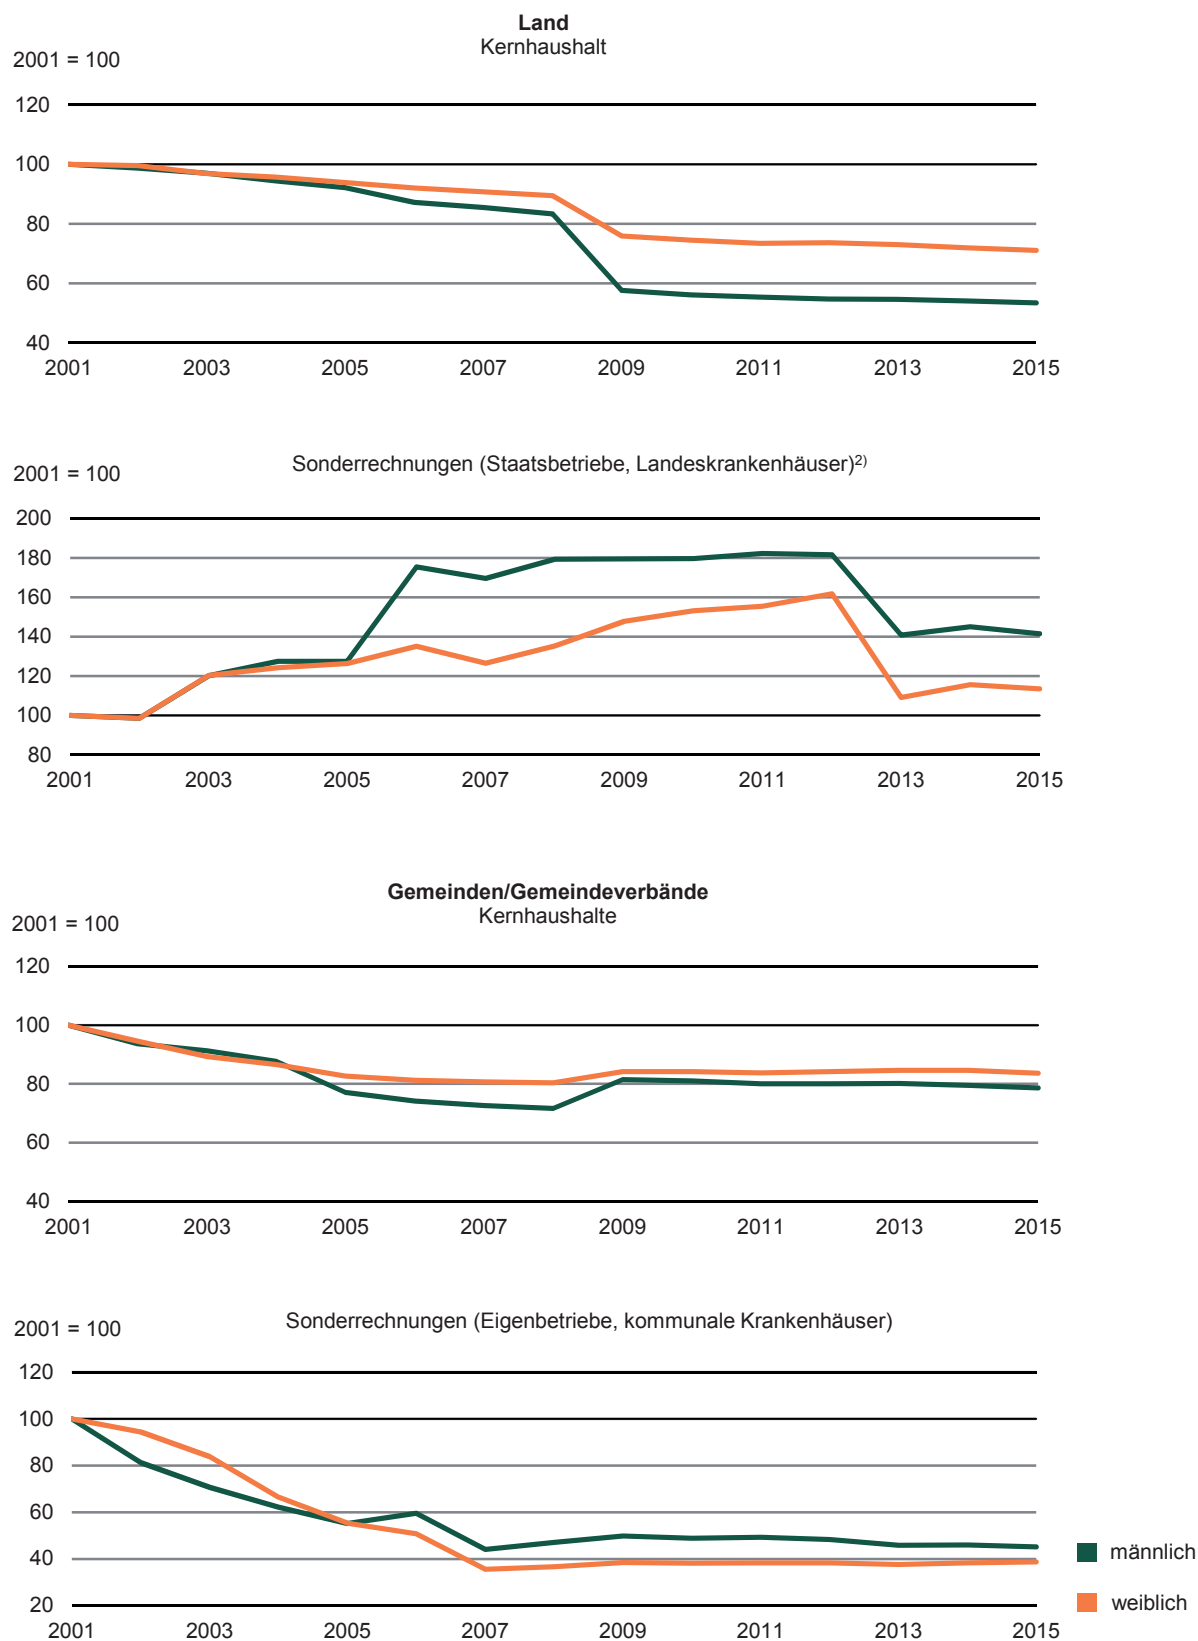 Land
Kernhaushalt
2001 = 100
120
100
80
60
40
2001 2003 2005 2007 2009 2011 2013 2015
Sonderrechnungen (Staatsbetriebe, Landeskrankenhäuser)2)
2001 = 100
200
180
160
140
120
100
80
2001 2003 2005 2007 2009 2011 2013 2015
Gemeinden/Gemeindeverbände
Kernhaushalte
2001 = 100
120
100
80
60
40
2001 2003 2005 2007 2009 2011 2013 2015
Sonderrechnungen (Eigenbetriebe, kommunale Krankenhäuser)
2001 = 100
120
100
80
60
40
20
2001 2003 2005 2007 2009 2011 2013 2015
männlich
weiblich